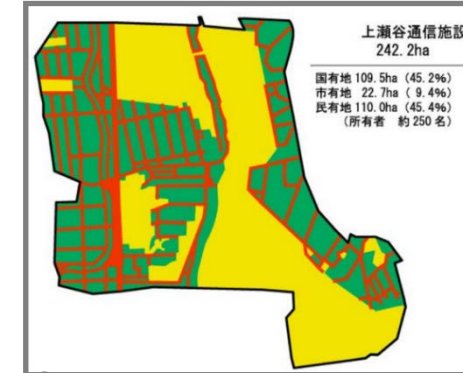 上瀬谷通信施設
242.2ha
国有地 109.5ha (45.2%)
市有地 22.7ha ( 9.4%)
民有地 110.0ha (45.4%)
(所有者 約250名)